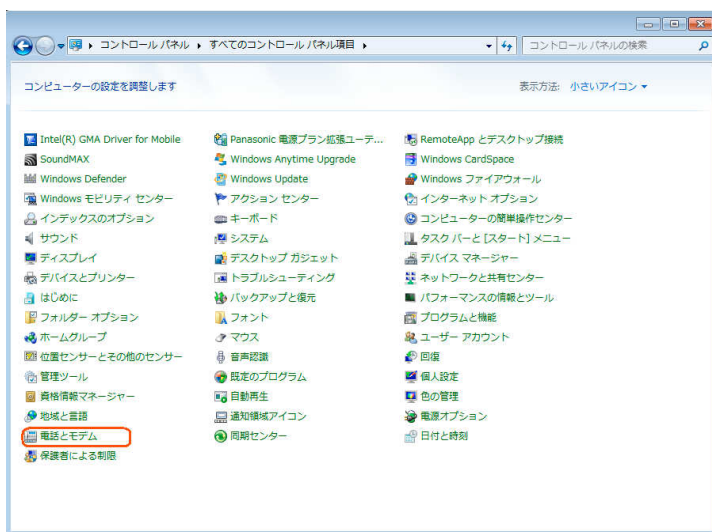 コントロール パネル すべてのコントロール パネル項目 コントロール パネルの検索
コンピューターの設定を調整します 表示方法: 小さいアイコン
Intel(R) GMA Driver for Mobile Panasonic 電源プラン拡張ユーテ... RemoteApp とデスクトップ接続
SoundMAX Windows Anytime Upgrade Windows CardSpace
Windows Defender Windows Update Windows ファイアウォール
Windows モビリティ センター アクション センター インターネット オプション
インデックスのオプション キーボード コンピューターの簡単操作センター
サウンド システム タスク バーと [スタート] メニュー
ディスプレイ デスクトップ ガジェット デバイス マネージャー
デバイスとプリンター トラブルシューティング ネットワークと共有センター
はじめに バックアップと復元 パフォーマンスの情報とツール
フォルダー オプション フォント プログラムと機能
ホームグループ マウス ユーザー アカウント
位置センサーとその他のセンサー 音声認識 回復
管理ツール 既定のプログラム 個人設定
資格情報マネージャー 自動再生 色の管理
地域と言語 通知領域アイコン 電源オプション
電話とモデム 同期センター 日付と時刻
保護者による制限